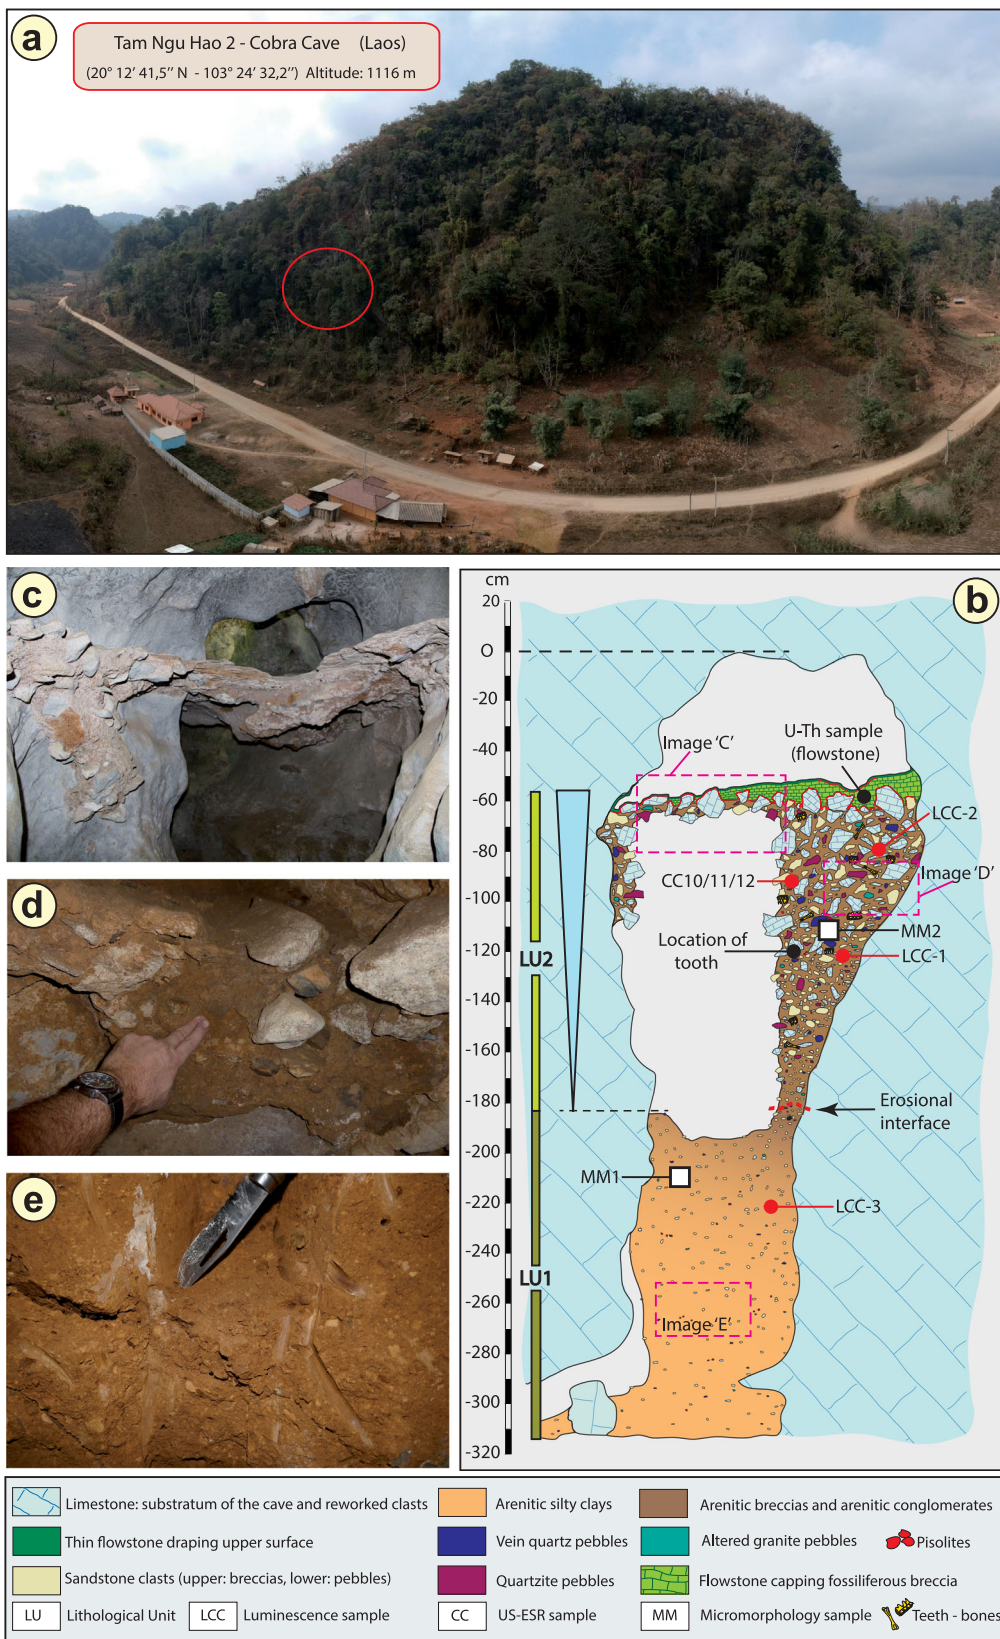 a
Tam Ngu Hao 2 - Cobra Cave (Laos)
(20° 12′ 41,5″ N - 103° 24′ 32,2″) Altitude: 1116 m
c
d
e
b
cm
20
O
-20
-40
-60
-80
-100
-120
-140
-160
-180
-200
-220
-240
-260
-280
-300
-320
LU2
LU1
Image ‘C’
U-Th sample
(flowstone)
LCC-2
CC10/11/12
Image ‘D’
MM2
Location of
tooth
LCC-1
Erosional
interface
MM1
LCC-3
Image ‘E’
Limestone: substratum of the cave and reworked clasts
Arenitic silty clays
Arenitic breccias and arenitic conglomerates
Thin flowstone draping upper surface
Vein quartz pebbles
Altered granite pebbles
Pisolites
Sandstone clasts (upper: breccias, lower: pebbles)
Quartzite pebbles
Flowstone capping fossiliferous breccia
LU Lithological Unit
LCC Luminescence sample
CC US-ESR sample
MM Micromorphology sample
Teeth - bones